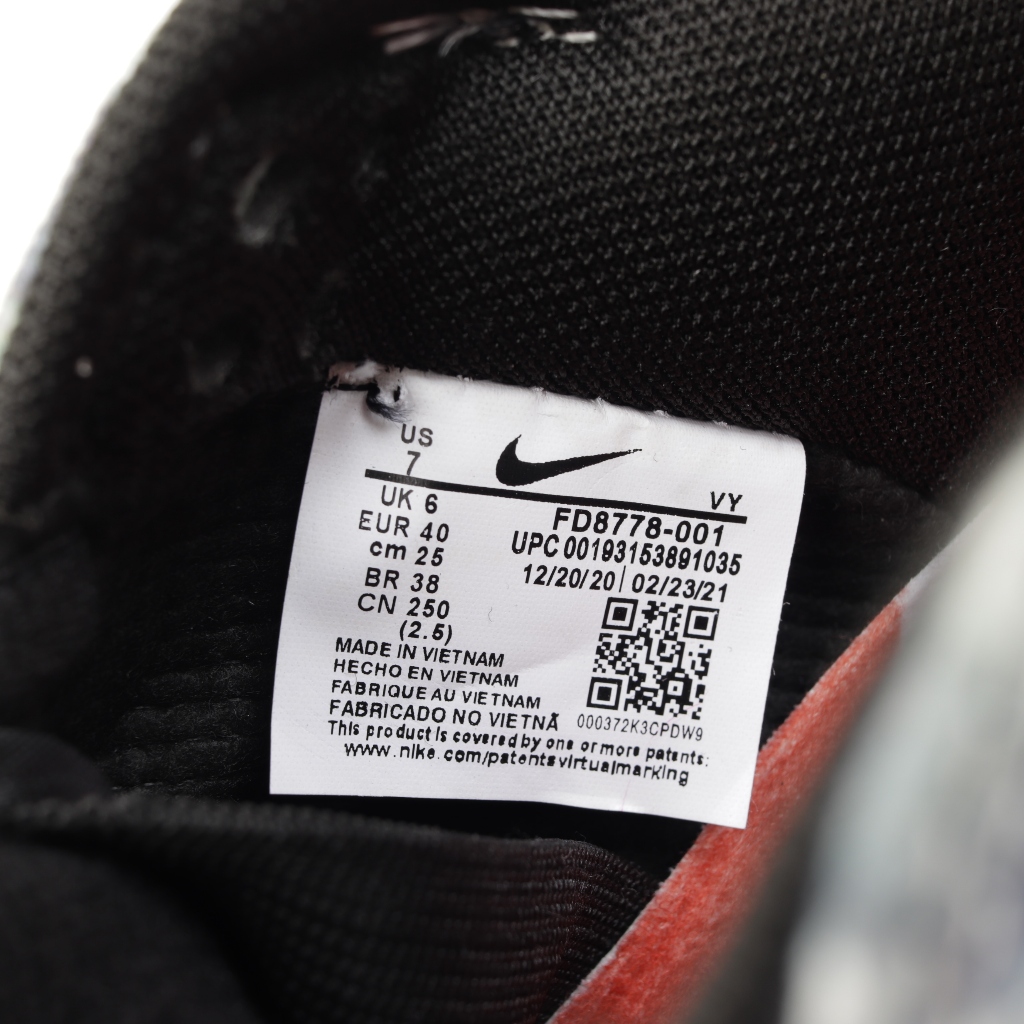 US
7
VY
UK 6
EUR 40
cm 25
BR 38
CN 250
(2.5)
FD8778-001
UPC 00193153891035
12/20/20 | 02/23/21
MADE IN VIETNAM
HECHO EN VIETNAM
FABRIQUE AU VIETNAM
FABRICADO NO VIETNÃ
000372K3CPDW9
This product is covered by one or more patents:
www.nike.com/patentsvirtualmarking